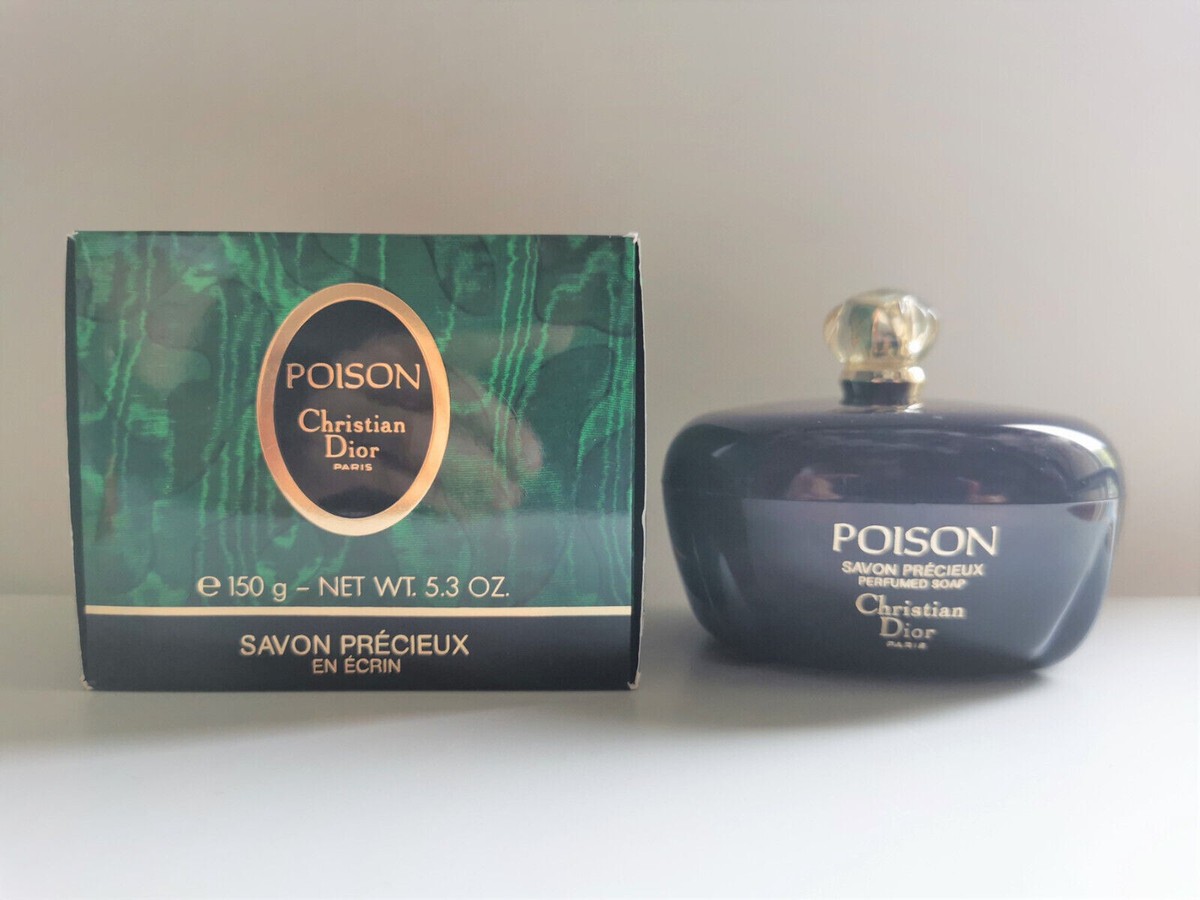 POISON
Christian
Dior
PARIS
℮ 150 g – NET WT. 5.3 OZ.
SAVON PRÉCIEUX
EN ÉCRIN
POISON
SAVON PRÉCIEUX
PERFUMED SOAP
Christian
Dior
PARIS